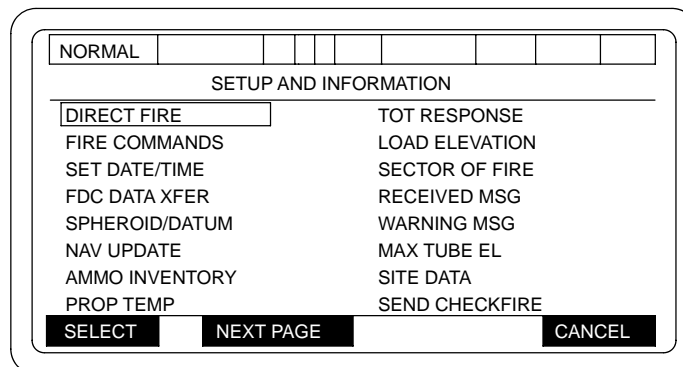 NORMAL
SETUP AND INFORMATION
DIRECT FIRE
FIRE COMMANDS
SET DATE/TIME
FDC DATA XFER
SPHEROID/DATUM
NAV UPDATE
AMMO INVENTORY
PROP TEMP
TOT RESPONSE
LOAD ELEVATION
SECTOR OF FIRE
RECEIVED MSG
WARNING MSG
MAX TUBE EL
SITE DATA
SEND CHECKFIRE
SELECT NEXT PAGE CANCEL